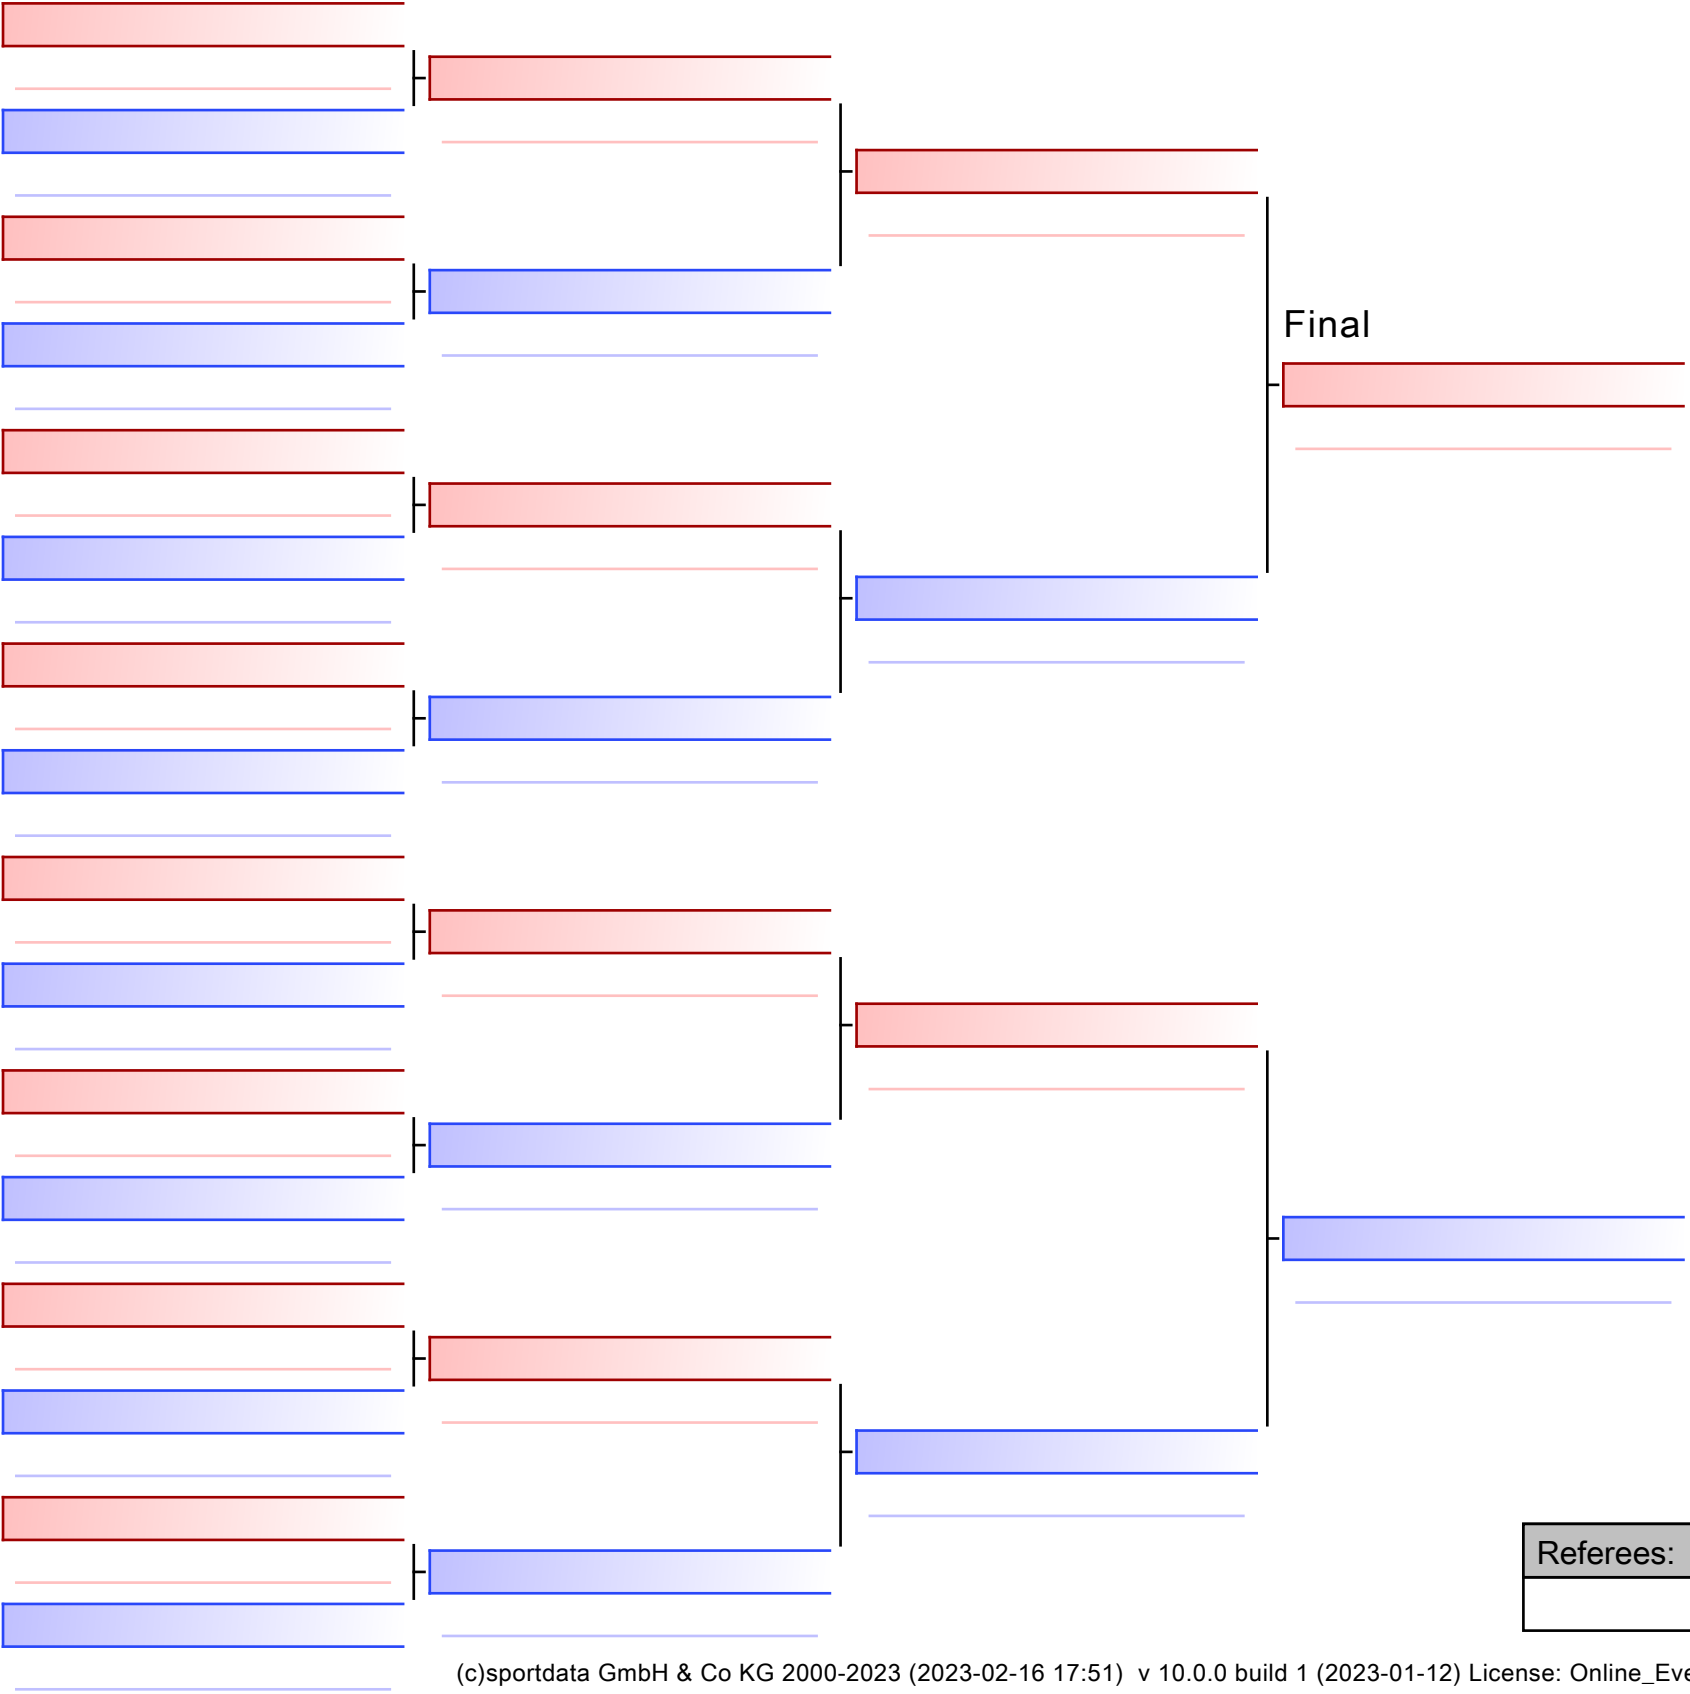 Final
Referees:
(c)sportdata GmbH & Co KG 2000-2023 (2023-02-16 17:51) v 10.0.0 build 1 (2023-01-12) License: Online_Eve